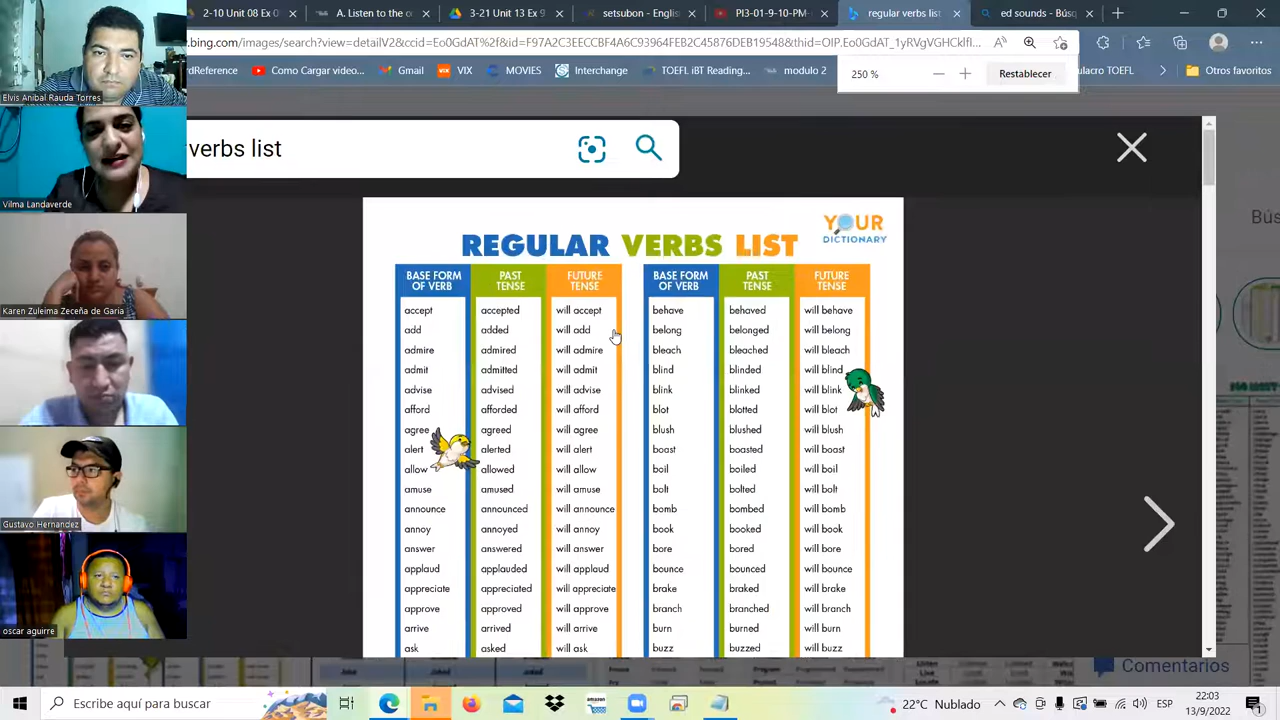 2-10 Unit 08 Ex 0
A. Listen to the co
3-21 Unit 13 Ex 9
setsubon - Englis
PI3-01-9-10-PM-
regular verbs list
ed sounds - Búsq
.bing.com/images/search?view=detailV2&ccid=Eo0GdAT%2f&id=F97A2C3EECCBF4A6C93964FEB2C45876DEB19548&thid=OIP.Eo0GdAT_1yRVgVGHCklfl...
rdReference
Como Cargar vídeo...
Gmail
VIX
MOVIES
Interchange
TOEFL iBT Reading...
modulo 2
ulacro TOEFL
Otros favoritos
250 %
Restablecer
verbs list
Bús
YOUR
DICTIONARY
REGULAR VERBS LIST
BASE FORM OF VERB PAST TENSE FUTURE TENSE BASE FORM OF VERB PAST TENSE FUTURE TENSE
accept accepted will accept behave behaved will behave
add added will add belong belonged will belong
admire admired will admire bleach bleached will bleach
admit admitted will admit blind blinded will blind
advise advised will advise blink blinked will blink
afford afforded will afford blot blotted will blot
agree agreed will agree blush blushed will blush
alert alerted will alert boast boasted will boast
allow allowed will allow boil boiled will boil
amuse amused will amuse bolt bolted will bolt
announce announced will announce bomb bombed will bomb
annoy annoyed will annoy book booked will book
answer answered will answer bore bored will bore
applaud applauded will applaud bounce bounced will bounce
appreciate appreciated will appreciate brake braked will brake
approve approved will approve branch branched will branch
arrive arrived will arrive burn burned will burn
ask asked will ask buzz buzzed will buzz
Comentarios
Elvis Anibal Rauda Torres
Vilma Landaverde
Karen Zuleima Zeceña de Garia
Gustavo Hernandez
oscar aguirre
Escribe aquí para buscar
22°C Nublado
ESP
22:03
13/9/2022